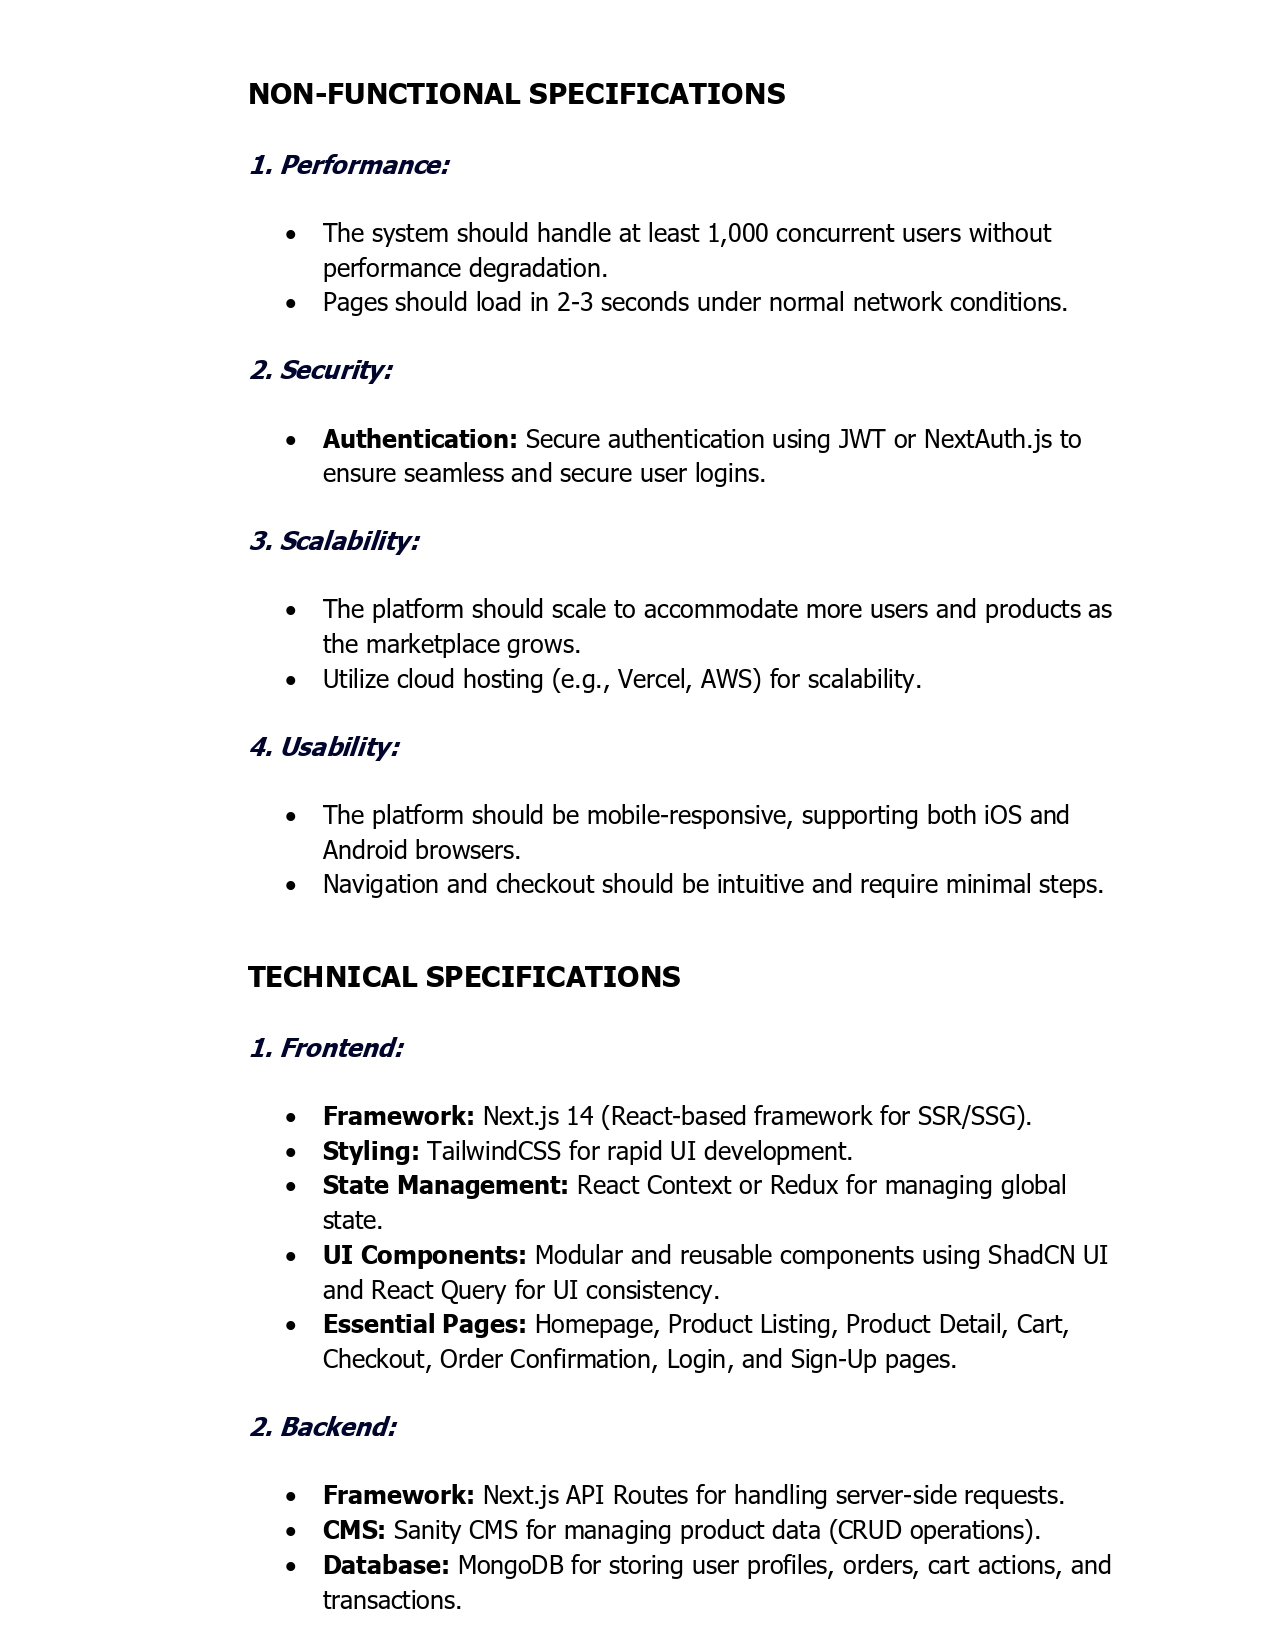 NON-FUNCTIONAL SPECIFICATIONS
1. Performance:
• The system should handle at least 1,000 concurrent users without
performance degradation.
• Pages should load in 2-3 seconds under normal network conditions.
2. Security:
• Authentication: Secure authentication using JWT or NextAuth.js to
ensure seamless and secure user logins.
3. Scalability:
• The platform should scale to accommodate more users and products as
the marketplace grows.
• Utilize cloud hosting (e.g., Vercel, AWS) for scalability.
4. Usability:
• The platform should be mobile-responsive, supporting both iOS and
Android browsers.
• Navigation and checkout should be intuitive and require minimal steps.
TECHNICAL SPECIFICATIONS
1. Frontend:
• Framework: Next.js 14 (React-based framework for SSR/SSG).
• Styling: TailwindCSS for rapid UI development.
• State Management: React Context or Redux for managing global
state.
• UI Components: Modular and reusable components using ShadCN UI
and React Query for UI consistency.
• Essential Pages: Homepage, Product Listing, Product Detail, Cart,
Checkout, Order Confirmation, Login, and Sign-Up pages.
2. Backend:
• Framework: Next.js API Routes for handling server-side requests.
• CMS: Sanity CMS for managing product data (CRUD operations).
• Database: MongoDB for storing user profiles, orders, cart actions, and
transactions.